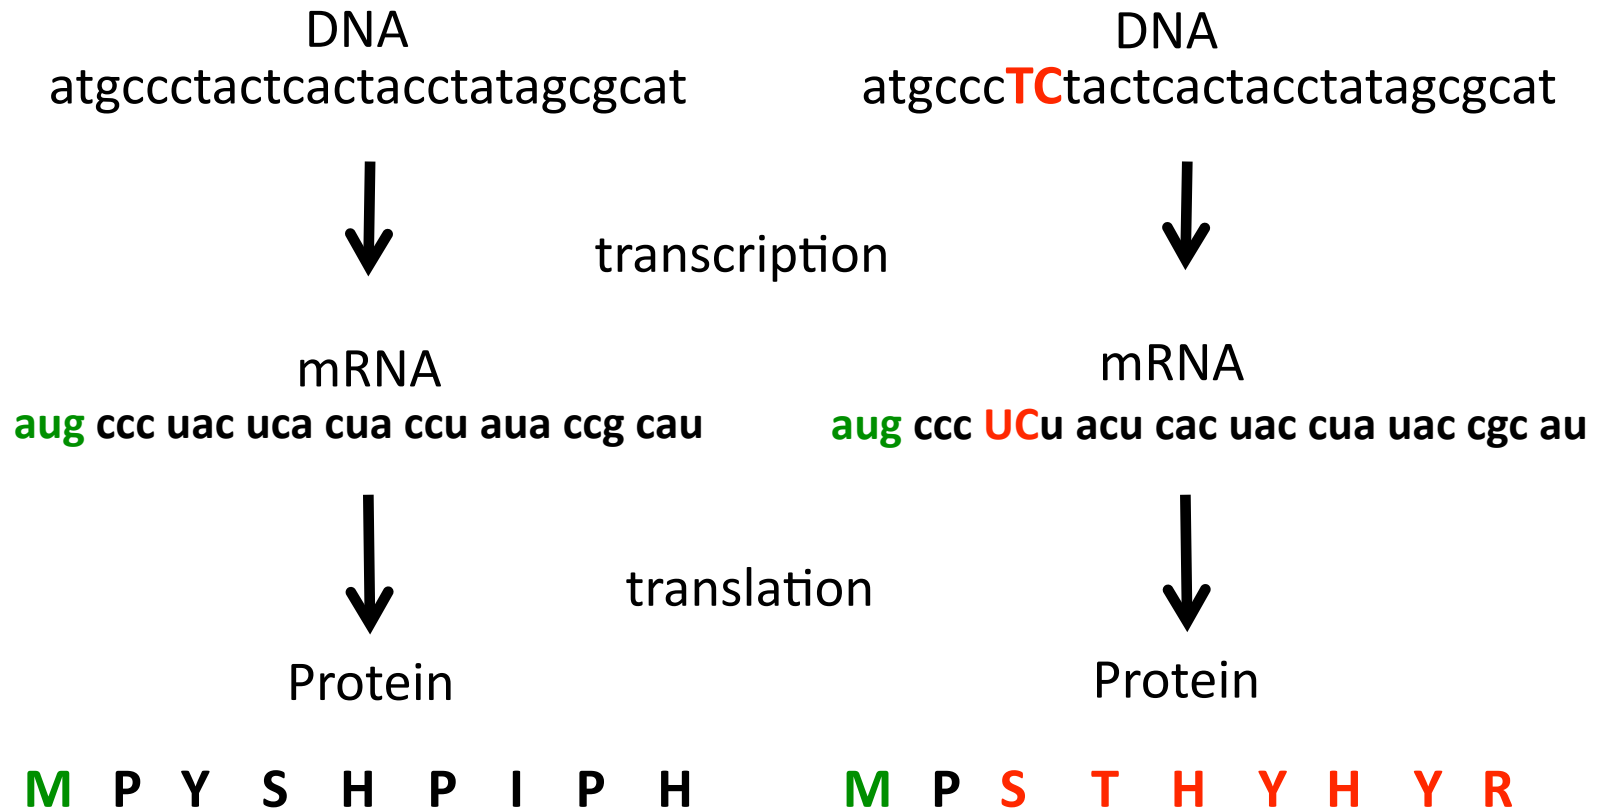 DNA
atgccctactcactacctatagcgcat
DNA
atgcccTCtactcactacctatagcgcat
transcription
mRNA
aug ccc uac uca cua ccu aua ccg cau
mRNA
aug ccc UCu acu cac uac cua uac cgc au
translation
Protein
M P Y S H P I P H
Protein
M P S T H Y H Y R